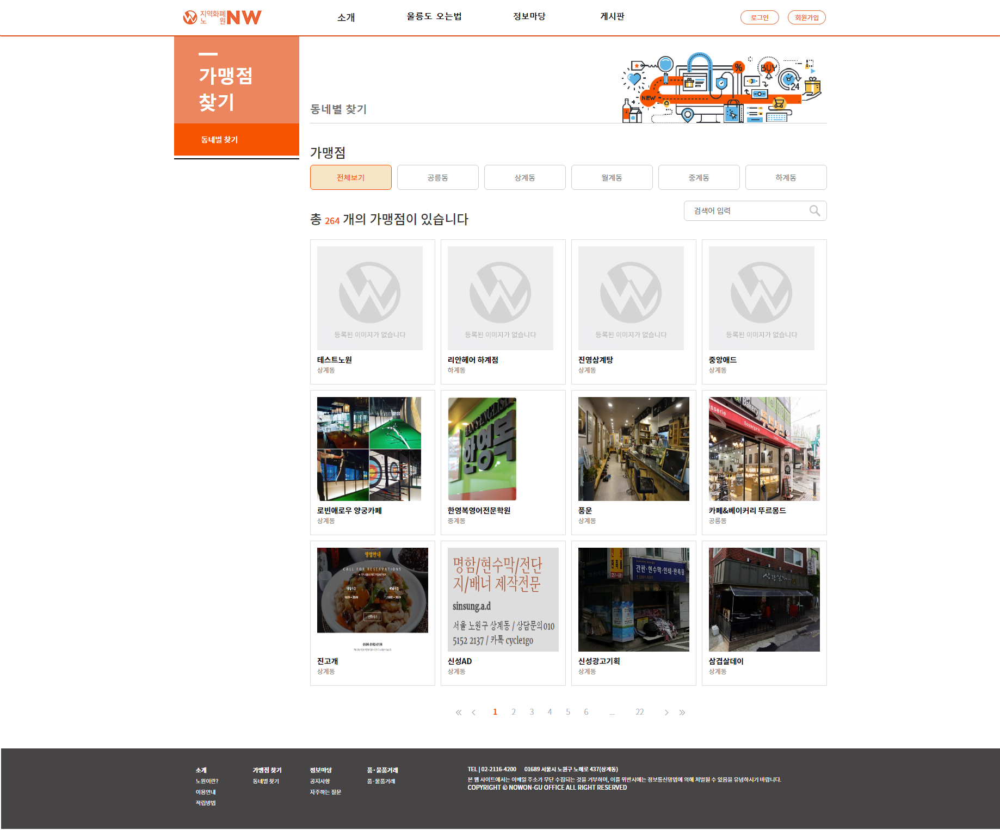 지역화폐
노원 NW
소개
울릉도 오는법
정보마당
게시판
로그인
회원가입
가맹점
찾기
동네별 찾기
동네별 찾기
NEW
%
BUY
24
가맹점
전체보기
공릉동
상계동
월계동
중계동
하계동
총 264 개의 가맹점이 있습니다
검색어 입력
등록된 이미지가 없습니다
등록된 이미지가 없습니다
등록된 이미지가 없습니다
등록된 이미지가 없습니다
테스트노원
상계동
리안헤어 하계점
하계동
진영삼계탕
상계동
중앙애드
상계동
HAN'S ENGLISH
한영복
Bakery
Boulangerie
로빈애로우 양궁카페
상계동
한영복영어전문학원
중계동
풍운
상계동
카페&베이커리 뚜르몽드
공릉동
영업안내
CALL FOR RESERVATIONS
명함/현수막/전단
지/배너 제작전문
sinsung.a.d
서울 노원구 상계동 / 상담문의010
5152 2137 / 카톡 cycle1go
간판·현수막·인쇄·판촉물
삼겹살데이
진고개
상계동
신성AD
상계동
신성광고기획
상계동
삼겹살데이
상계동
1 2 3 4 5 6 ... 22
소개
노원이란?
이용안내
적립방법
가맹점 찾기
동네별 찾기
정보마당
공지사항
자주하는 질문
품·물품거래
품·물품거래
TEL | 02-2116-4200 01689 서울시 노원구 노해로 437(상계동)
본 웹 사이트에서는 이메일 주소가 무단 수집되는 것을 거부하며, 이를 위반시에는 정보통신망법에 의해 처벌될 수 있음을 유념하시기 바랍니다.
COPYRIGHT © NOWON-GU OFFICE ALL RIGHT RESERVED